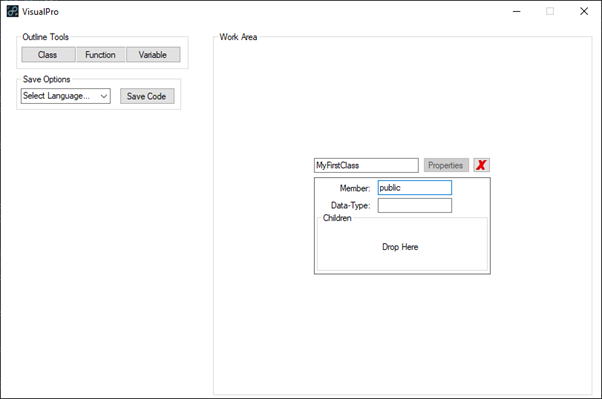 VisualPro
Outline Tools
Class Function Variable
Save Options
Select Language... Save Code
Work Area
MyFirstClass Properties
Member: public
Data-Type:
Children
Drop Here